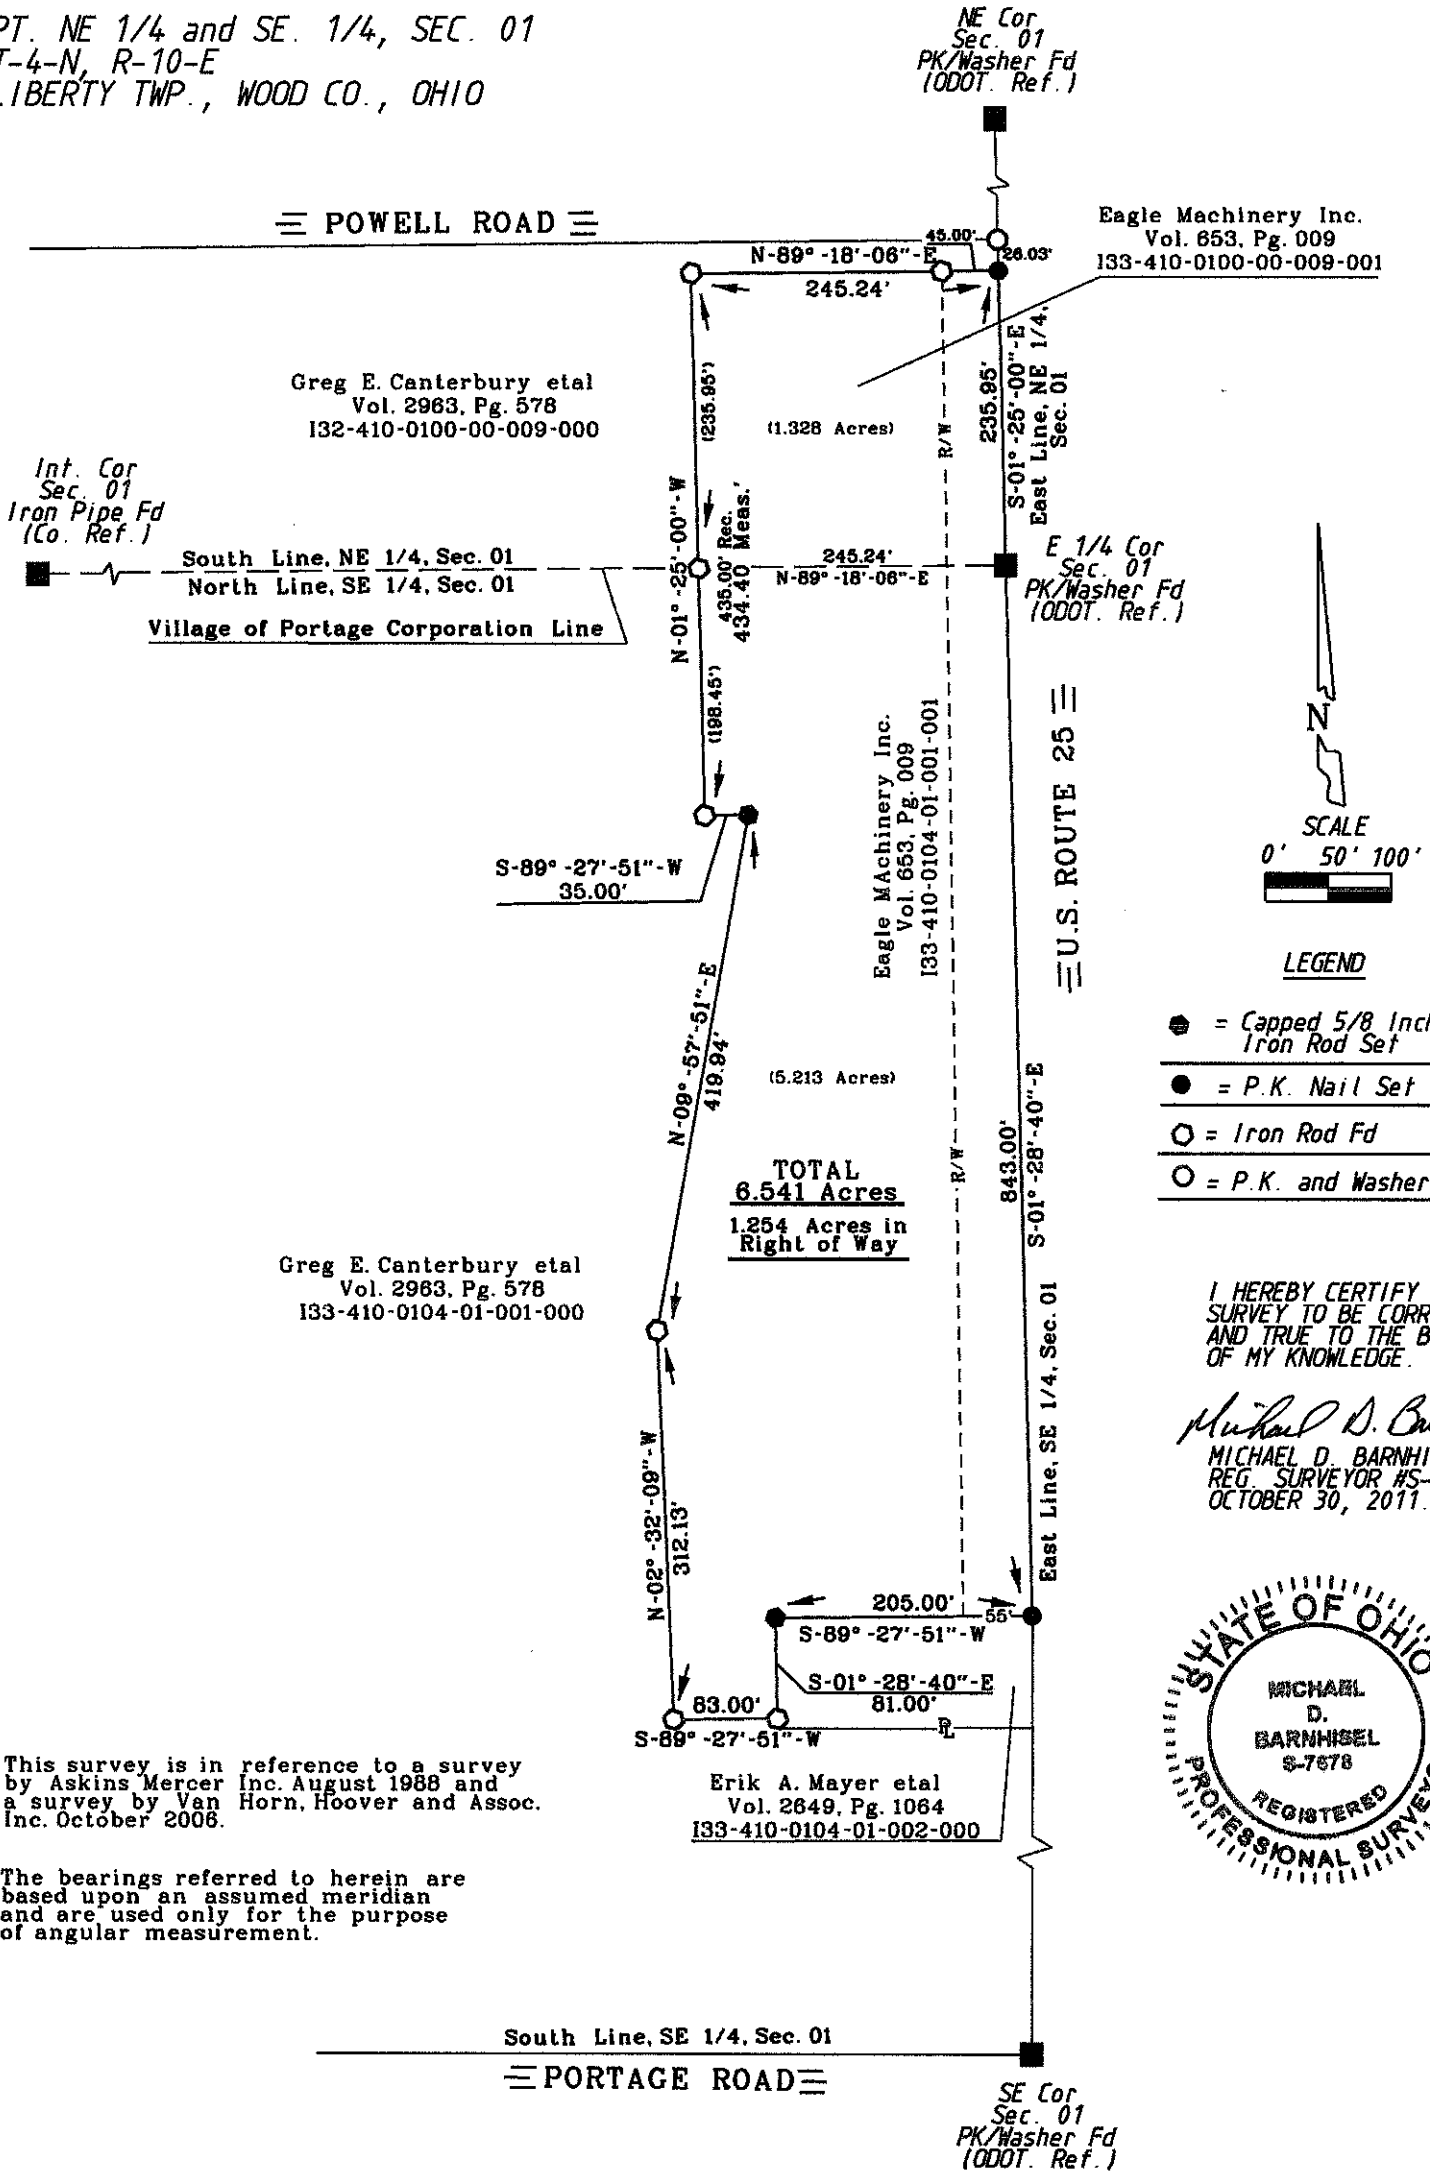 PT. NE 1/4 and SE. 1/4, SEC. 01
T-4-N, R-10-E
LIBERTY TWP., WOOD CO., OHIO
NE Cor
Sec. 01
PK/Washer Fd
(ODOT. Ref.)
POWELL ROAD
Eagle Machinery Inc.
Vol. 653, Pg. 009
I33-410-0100-00-009-001
45.00'
26.03'
N-89°-18'-06"-E
245.24'
Greg E. Canterbury etal
Vol. 2963, Pg. 578
I32-410-0100-00-009-000
(235.95')
(1.328 Acres)
R/W
235.95'
S-01°-25'-00"-E
East Line, NE 1/4,
Sec. 01
Int. Cor
Sec. 01
Iron Pipe Fd
(Co. Ref.)
South Line, NE 1/4, Sec. 01
North Line, SE 1/4, Sec. 01
Village of Portage Corporation Line
N-01°-25'-00"-W
435.00' Rec.
434.40 Meas.'
245.24'
N-89°-18'-06"-E
E 1/4 Cor
Sec. 01
PK/Washer Fd
(ODOT. Ref.)
(198.45')
S-89°-27'-51"-W
35.00'
Eagle MAchinery Inc.
Vol. 653, Pg. 009
I33-410-0104-01-001-001
U.S. ROUTE 25
N
SCALE
0' 50' 100'
LEGEND
= Capped 5/8 Incl
Iron Rod Set
= P.K. Nail Set
= Iron Rod Fd
= P.K. and Washer
N-09°-57'-51"-E
419.94'
(5.213 Acres)
TOTAL
6.541 Acres
1.254 Acres in
Right of Way
R/W
843.00'
S-01°-28'-40"-E
Greg E. Canterbury etal
Vol. 2963, Pg. 578
I33-410-0104-01-001-000
I HEREBY CERTIFY
SURVEY TO BE CORR
AND TRUE TO THE B
OF MY KNOWLEDGE.
Michael D. Ba
MICHAEL D. BARNHI
REG. SURVEYOR #S-
OCTOBER 30, 2011.
East Line, SE 1/4, Sec. 01
N-02°-32'-09"-W
312.13'
205.00'
55'
S-89°-27'-51"-W
S-01°-28'-40"-E
81.00'
83.00'
S-89°-27'-51"-W
PL
STATE OF OHIO
MICHAEL
D.
BARNHISEL
S-7678
REGISTERED
PROFESSIONAL SURVEYO
Erik A. Mayer etal
Vol. 2649, Pg. 1064
I33-410-0104-01-002-000
This survey is in reference to a survey
by Askins Mercer Inc. August 1988 and
a survey by Van Horn, Hoover and Assoc.
Inc. October 2006.
The bearings referred to herein are
based upon an assumed meridian
and are used only for the purpose
of angular measurement.
South Line, SE 1/4, Sec. 01
PORTAGE ROAD
SE Cor
Sec. 01
PK/Washer Fd
(ODOT. Ref.)